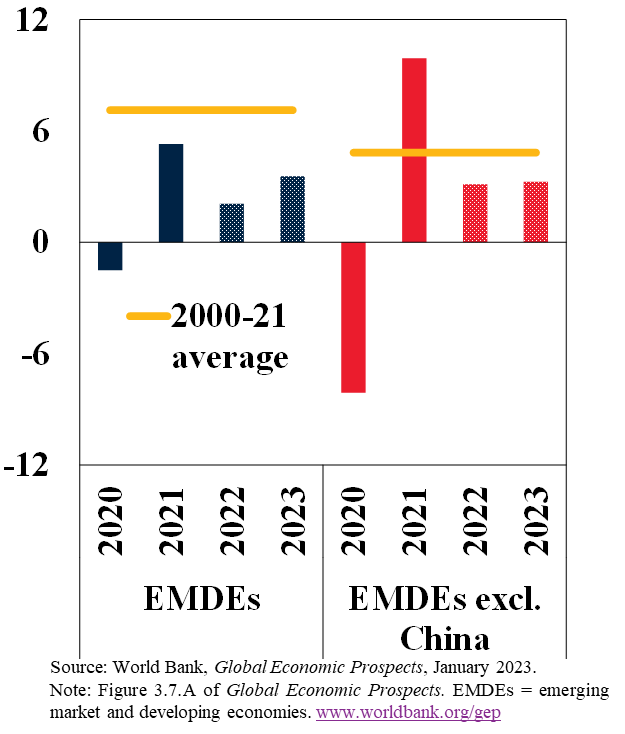 12
6
0
-6
-12
2000-21
average
2020
2021
2022
2023
2020
2021
2022
2023
EMDEs
EMDEs excl.
China
Source: World Bank, Global Economic Prospects, January 2023.
Note: Figure 3.7.A of Global Economic Prospects. EMDEs = emerging
market and developing economies. www.worldbank.org/gep